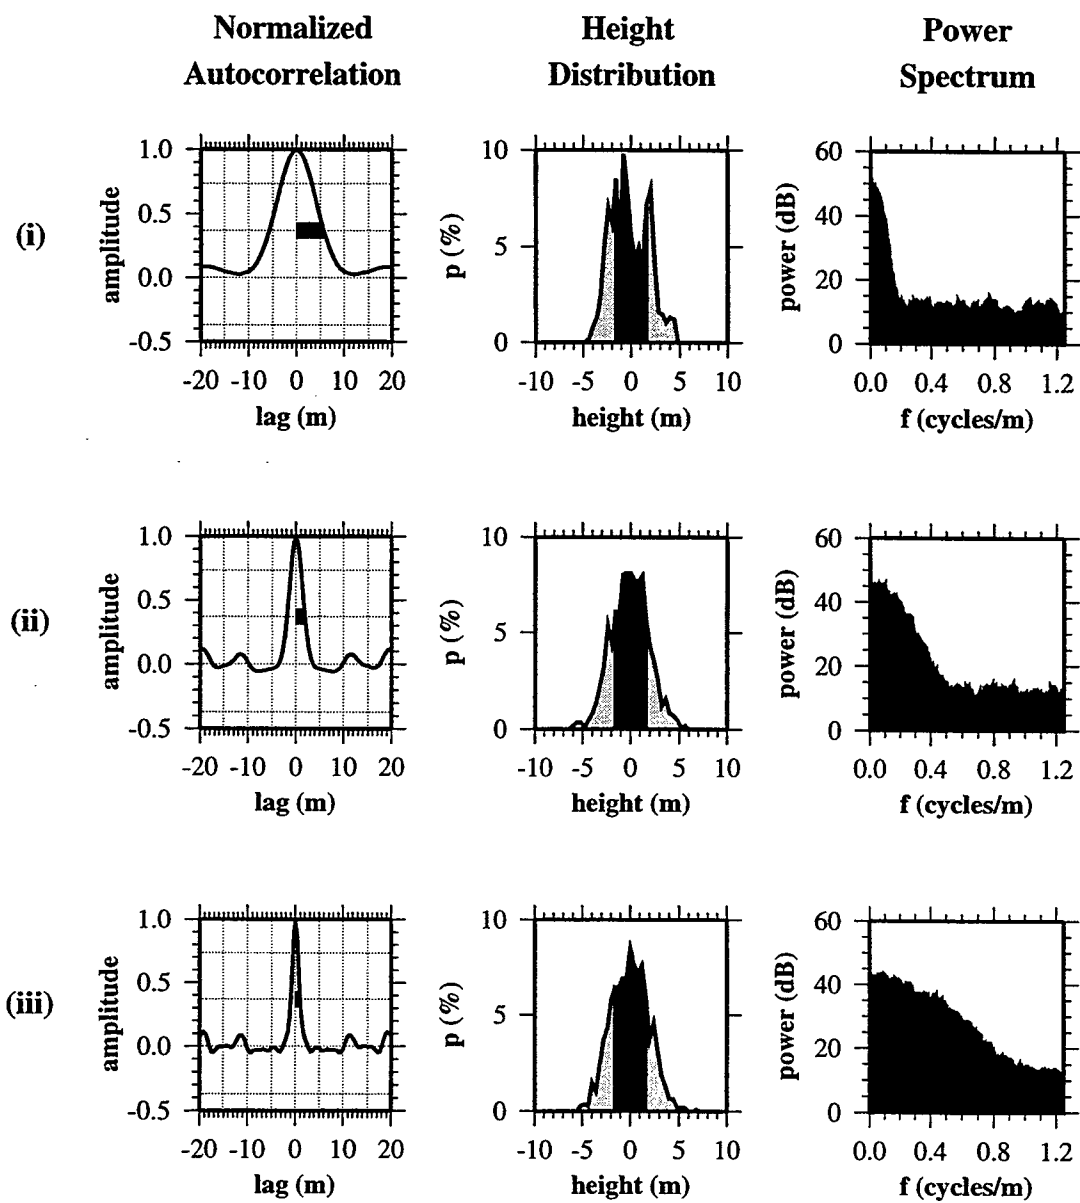 Normalized Autocorrelation
Height Distribution
Power Spectrum
(i)
amplitude
1.0
0.5
0.0
-0.5
-20 -10 0 10 20
lag (m)
p (%)
10
5
0
-10 -5 0 5 10
height (m)
power (dB)
60
40
20
0
0.0 0.4 0.8 1.2
f (cycles/m)
(ii)
amplitude
1.0
0.5
0.0
-0.5
-20 -10 0 10 20
lag (m)
p (%)
10
5
0
-10 -5 0 5 10
height (m)
power (dB)
60
40
20
0
0.0 0.4 0.8 1.2
f (cycles/m)
(iii)
amplitude
1.0
0.5
0.0
-0.5
-20 -10 0 10 20
lag (m)
p (%)
10
5
0
-10 -5 0 5 10
height (m)
power (dB)
60
40
20
0
0.0 0.4 0.8 1.2
f (cycles/m)